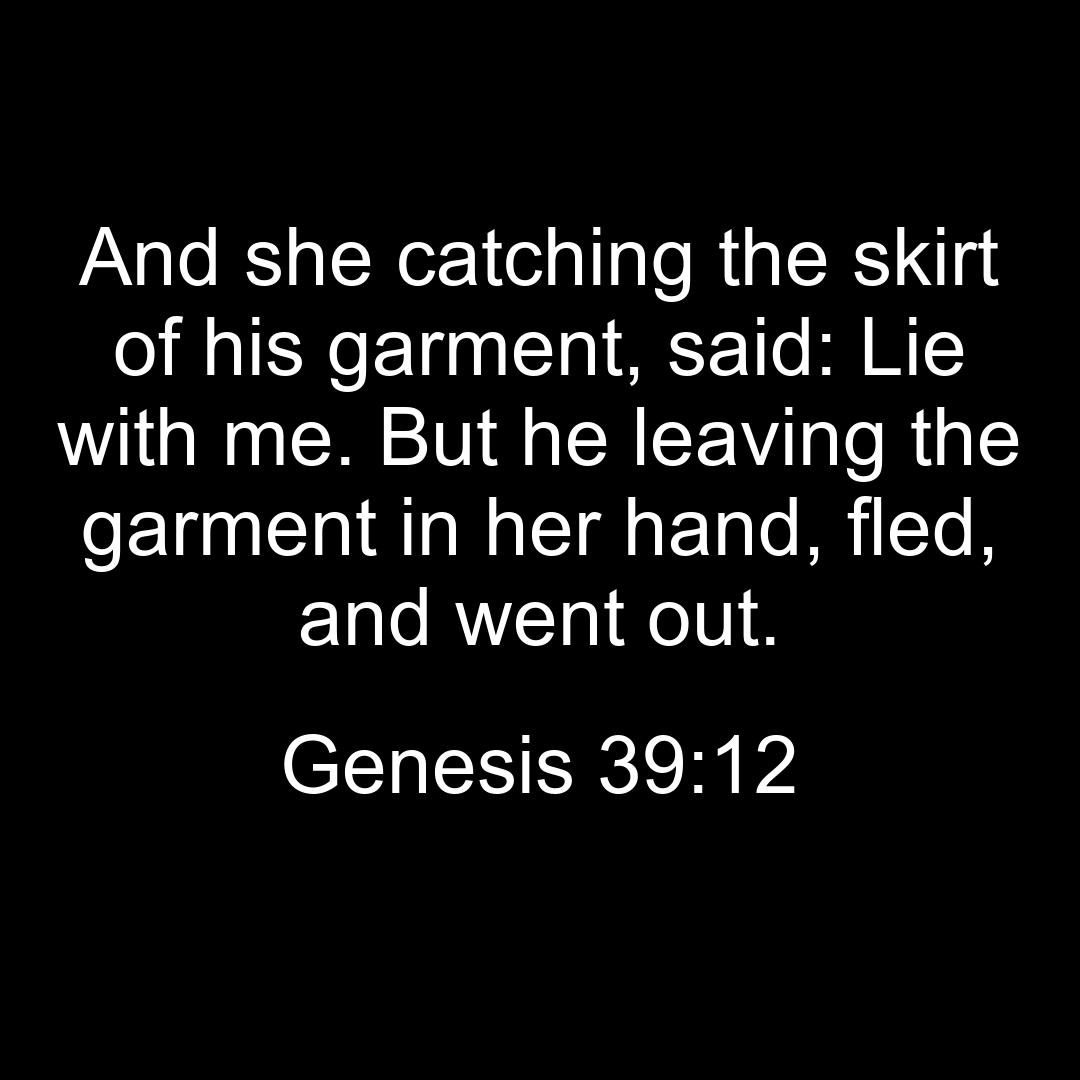 And she catching the skirt
of his garment, said: Lie
with me. But he leaving the
garment in her hand, fled,
and went out.
Genesis 39:12